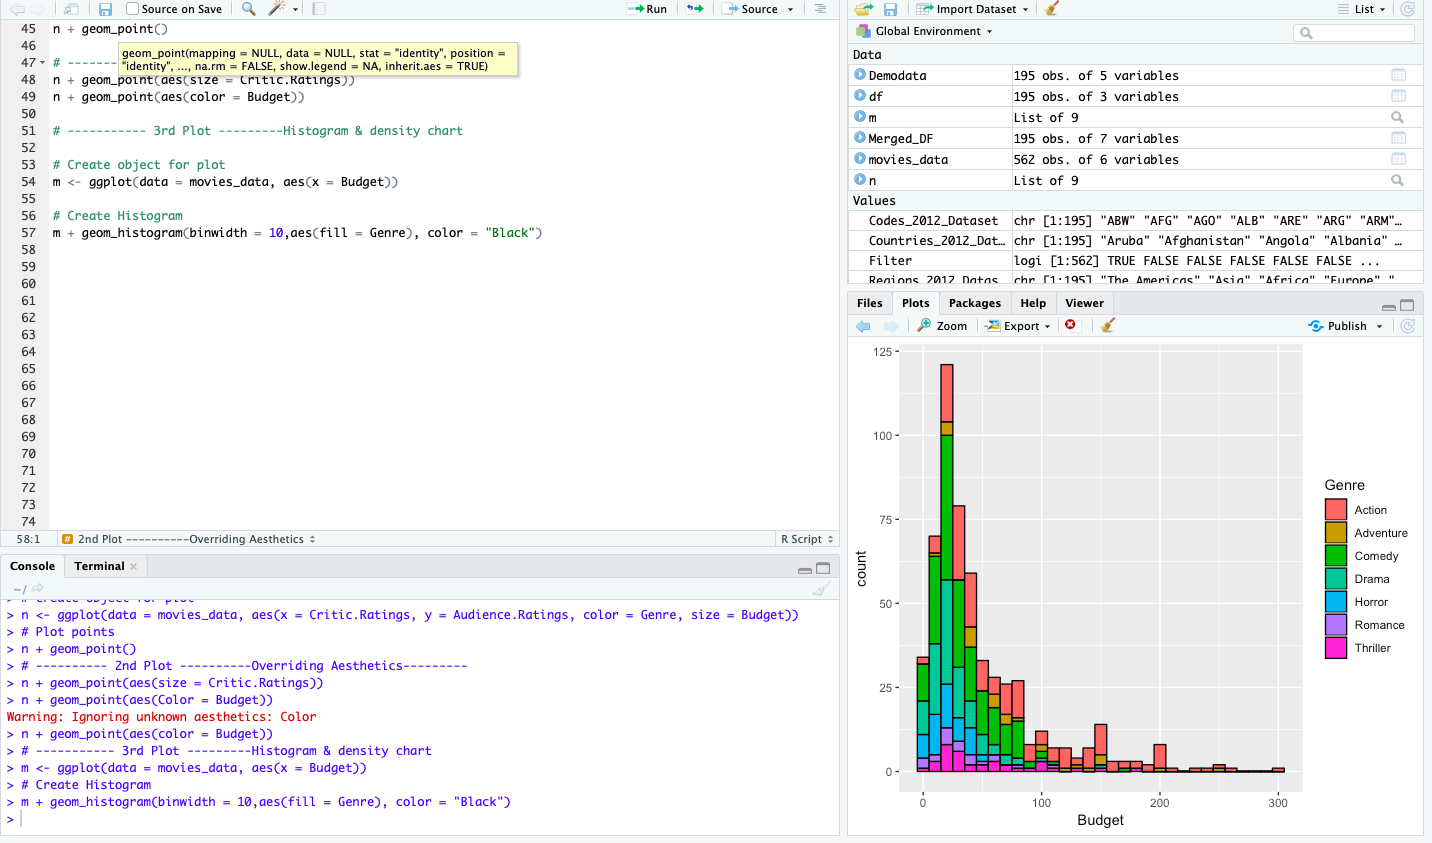 Source on Save
Run
Source
45 n + geom_point()
46
geom_point(mapping = NULL, data = NULL, stat = "identity", position =
"identity", ..., na.rm = FALSE, show.legend = NA, inherit.aes = TRUE)
47 # -------
48 n + geom_point(aes(size = Critic.Ratings))
49 n + geom_point(aes(color = Budget))
50
51 # ----------- 3rd Plot ---------Histogram & density chart
52
53 # Create object for plot
54 m <- ggplot(data = movies_data, aes(x = Budget))
55
56 # Create Histogram
57 m + geom_histogram(binwidth = 10,aes(fill = Genre), color = "Black")
58
59
60
61
62
63
64
65
66
67
68
69
70
71
72
73
74
58:1 # 2nd Plot ----------Overriding Aesthetics R Script
Console Terminal
~/
> # Create object for plot
> n <- ggplot(data = movies_data, aes(x = Critic.Ratings, y = Audience.Ratings, color = Genre, size = Budget))
> # Plot points
> n + geom_point()
> # ---------- 2nd Plot ----------Overriding Aesthetics---------
> n + geom_point(aes(size = Critic.Ratings))
> n + geom_point(aes(Color = Budget))
Warning: Ignoring unknown aesthetics: Color
> n + geom_point(aes(color = Budget))
> # ----------- 3rd Plot ---------Histogram & density chart
> m <- ggplot(data = movies_data, aes(x = Budget))
> # Create Histogram
> m + geom_histogram(binwidth = 10,aes(fill = Genre), color = "Black")
>
Import Dataset List
Global Environment
Data
Demodata 195 obs. of 5 variables
df 195 obs. of 3 variables
m List of 9
Merged_DF 195 obs. of 7 variables
movies_data 562 obs. of 6 variables
n List of 9
Values
Codes_2012_Dataset chr [1:195] "ABW" "AFG" "AGO" "ALB" "ARE" "ARG" "ARM"…
Countries_2012_Dat… chr [1:195] "Aruba" "Afghanistan" "Angola" "Albania" …
Filter logi [1:562] TRUE FALSE FALSE FALSE FALSE FALSE ...
Regions_2012_Datas chr [1:195] "The Americas" "Asia" "Africa" "Europe" "
Files Plots Packages Help Viewer
Zoom Export Publish
125
100
75
50
25
0
count
0 100 200 300
Budget
Genre
Action
Adventure
Comedy
Drama
Horror
Romance
Thriller